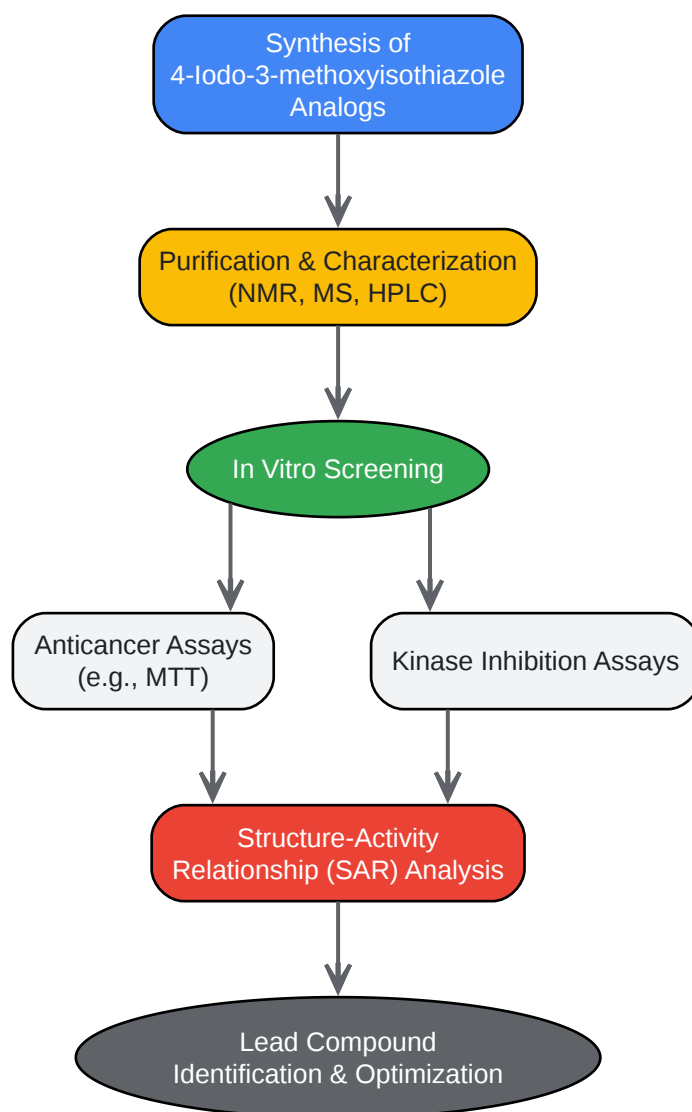 Synthesis of
4-Iodo-3-methoxyisothiazole
Analogs
Purification & Characterization
(NMR, MS, HPLC)
In Vitro Screening
Anticancer Assays
(e.g., MTT)
Kinase Inhibition Assays
Structure-Activity
Relationship (SAR) Analysis
Lead Compound
Identification & Optimization